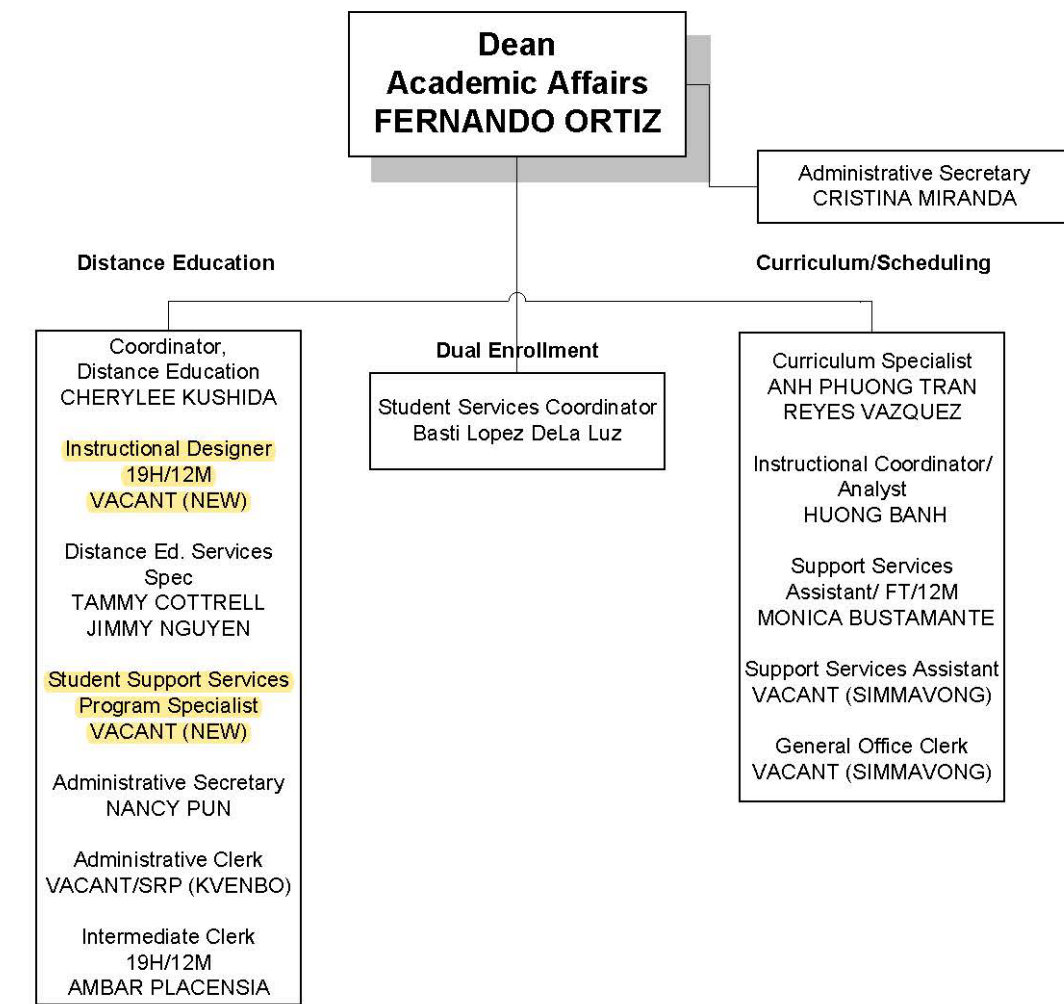 Dean
Academic Affairs
FERNANDO ORTIZ
Administrative Secretary
CRISTINA MIRANDA
Distance Education
Coordinator,
Distance Education
CHERYLEE KUSHIDA
Instructional Designer
19H/12M
VACANT (NEW)
Distance Ed. Services
Spec
TAMMY COTTRELL
JIMMY NGUYEN
Student Support Services
Program Specialist
VACANT (NEW)
Administrative Secretary
NANCY PUN
Administrative Clerk
VACANT/SRP (KVENBO)
Intermediate Clerk
19H/12M
AMBAR PLACENSIA
Dual Enrollment
Student Services Coordinator
Basti Lopez DeLa Luz
Curriculum/Scheduling
Curriculum Specialist
ANH PHUONG TRAN
REYES VAZQUEZ
Instructional Coordinator/
Analyst
HUONG BANH
Support Services
Assistant/ FT/12M
MONICA BUSTAMANTE
Support Services Assistant
VACANT (SIMMAVONG)
General Office Clerk
VACANT (SIMMAVONG)